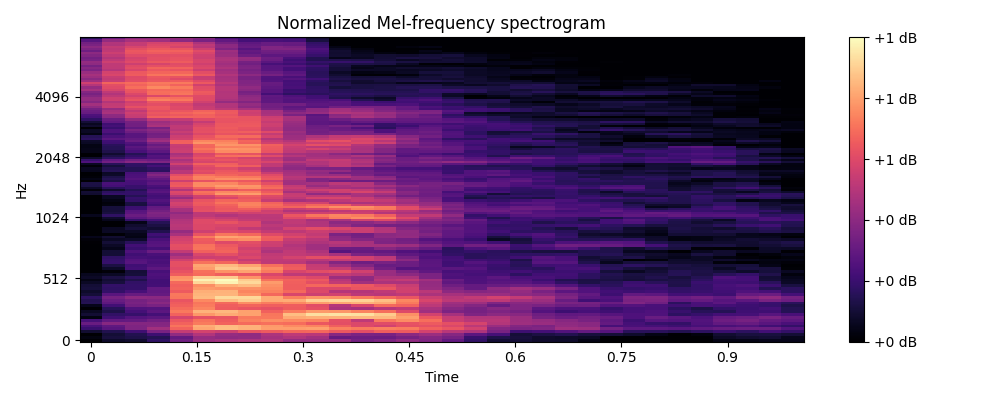 Normalized Mel-frequency spectrogram
Hz
4096
2048
1024
512
0
0 0.15 0.3 0.45 0.6 0.75 0.9
Time
+1 dB
+1 dB
+1 dB
+0 dB
+0 dB
+0 dB